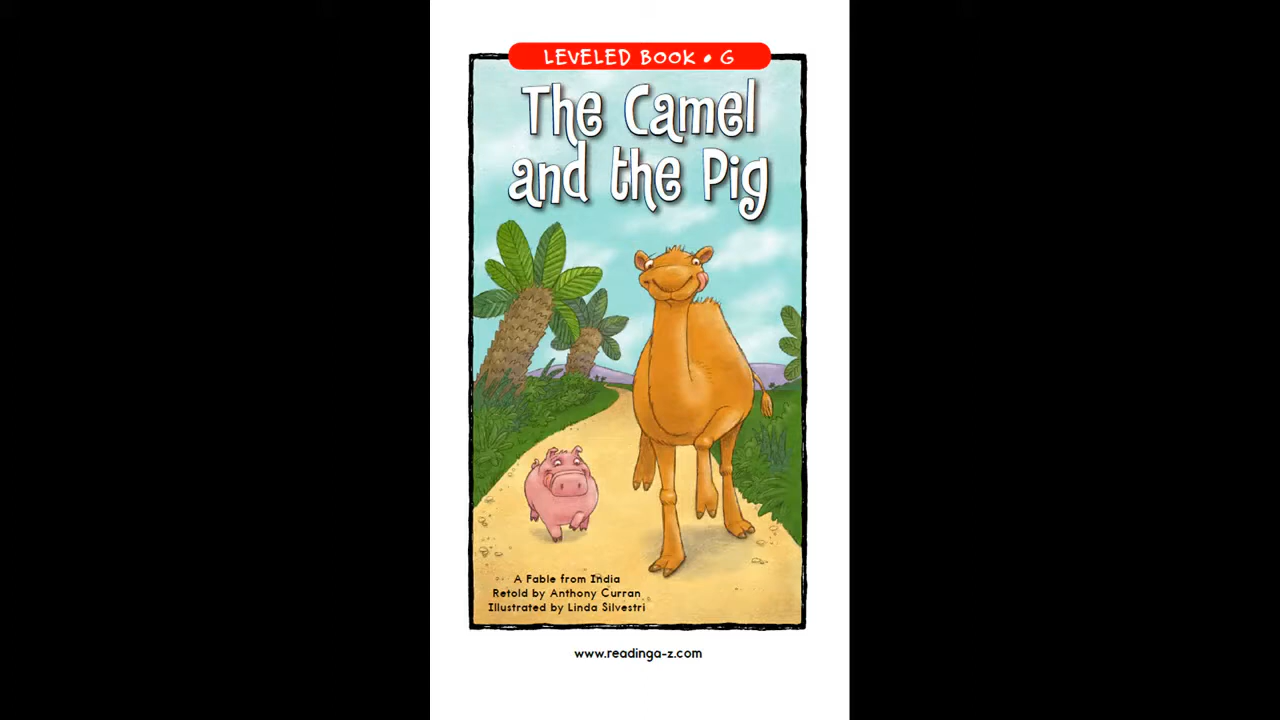 LEVELED BOOK • G
The Camel
and the Pig
A Fable from India
Retold by Anthony Curran
Illustrated by Linda Silvestri
www.readinga-z.com